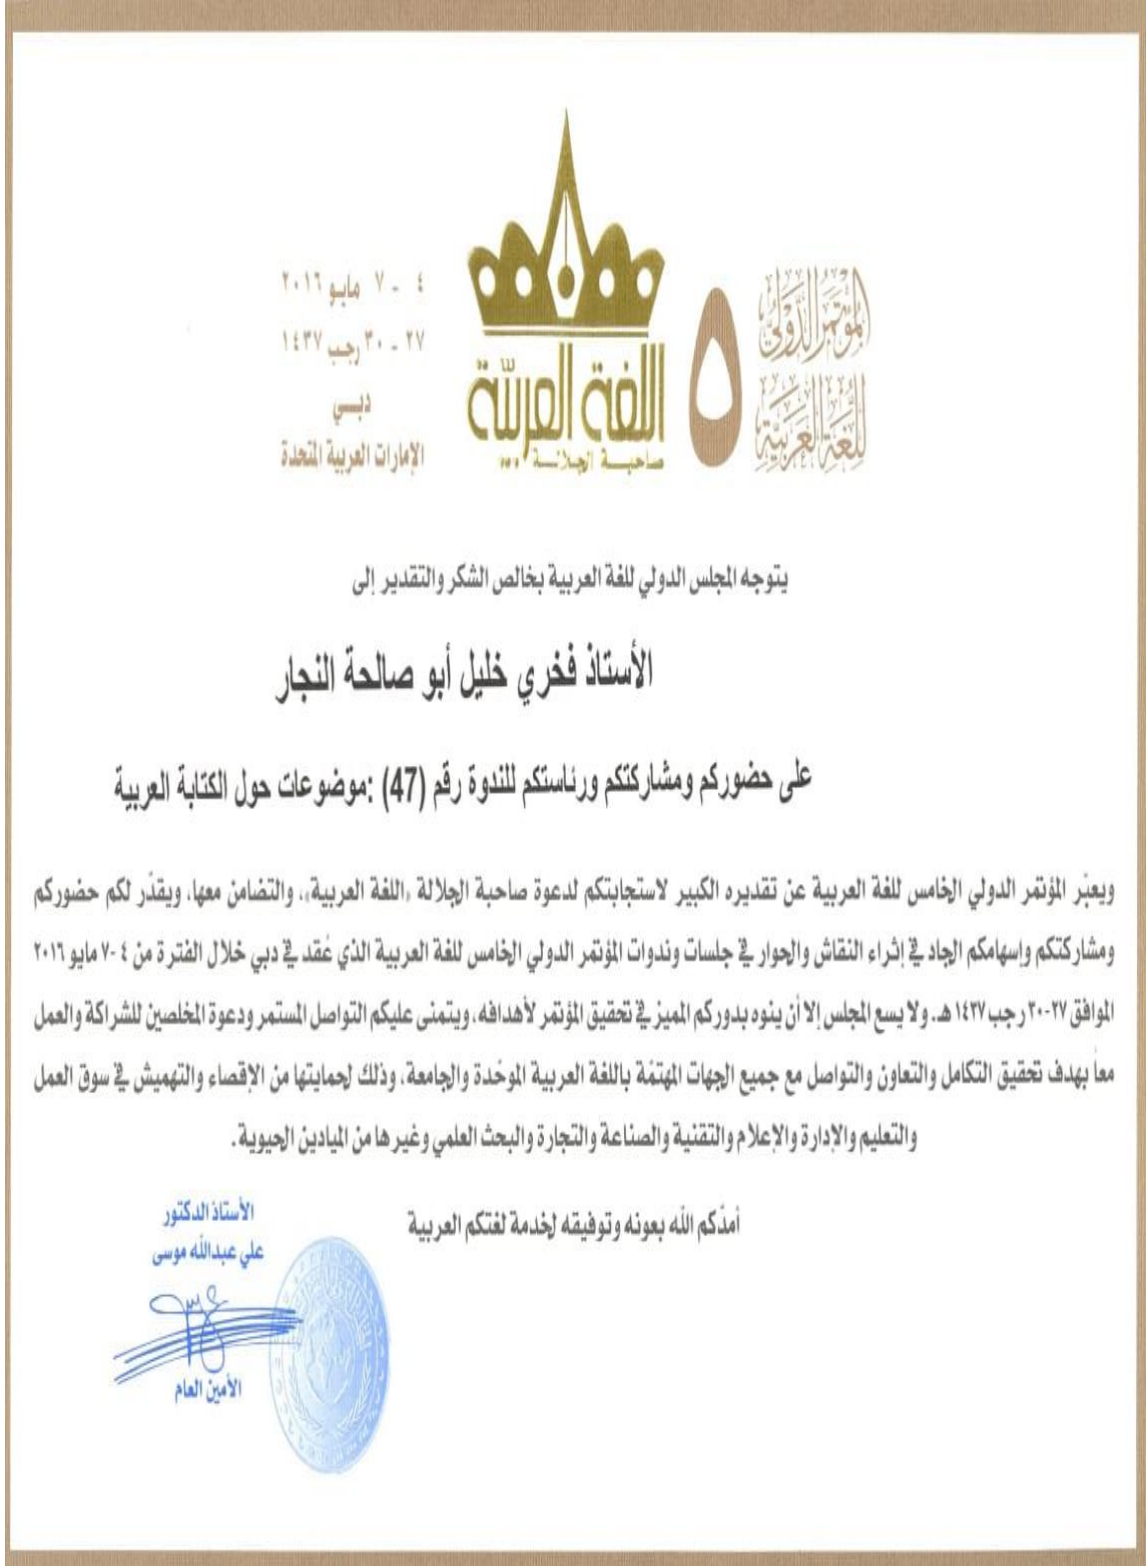 المؤتمر الدولي
للغة العربية
٥
اللغة العربية
صاحبة الجلالة
٤ - ٧ مايو ٢٠١٦
٢٧ - ٣٠ رجب ١٤٣٧
دبي
الإمارات العربية المتحدة
يتوجه المجلس الدولي للغة العربية بخالص الشكر والتقدير إلى
الأستاذ فخري خليل أبو صالحة النجار
على حضوركم ومشاركتكم ورئاستكم للندوة رقم (47) :موضوعات حول الكتابة العربية
ويعبّر المؤتمر الدولي الخامس للغة العربية عن تقديره الكبير لاستجابتكم لدعوة صاحبة الجلالة «اللغة العربية»، والتضامن معها، ويقدّر لكم حضوركم
ومشاركتكم وإسهامكم الجاد في إثراء النقاش والحوار في جلسات وندوات المؤتمر الدولي الخامس للغة العربية الذي عُقد في دبي خلال الفترة من ٤ -٧ مايو ٢٠١٦
الموافق ٢٧-٣٠ رجب ١٤٣٧ هـ. ولا يسع المجلس إلا أن ينوه بدوركم المميز في تحقيق المؤتمر لأهدافه، ويتمنى عليكم التواصل المستمر ودعوة المخلصين للشراكة والعمل
معاً بهدف تحقيق التكامل والتعاون والتواصل مع جميع الجهات المهتمّة باللغة العربية الموحّدة والجامعة، وذلك لحمايتها من الإقصاء والتهميش في سوق العمل
والتعليم والإدارة والإعلام والتقنية والصناعة والتجارة والبحث العلمي وغيرها من الميادين الحيوية.
أمدّكم الله بعونه وتوفيقه لخدمة لغتكم العربية
الأستاذ الدكتور
علي عبدالله موسى
الأمين العام